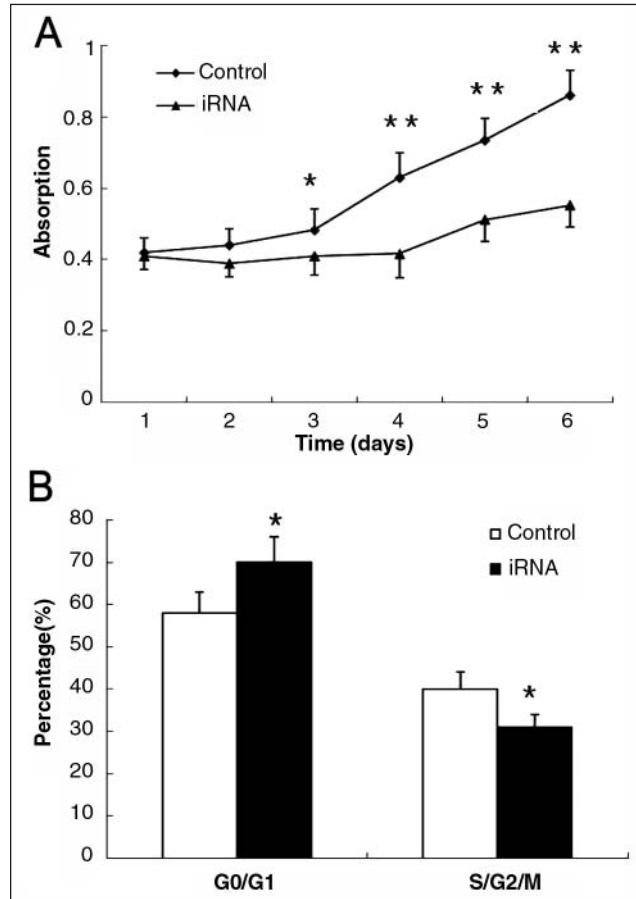 A
Absorption
1
0.8
0.6
0.4
0.2
0
Control
iRNA
*
**
**
**
1 2 3 4 5 6
Time (days)
B
Percentage(%)
80
70
60
50
40
30
20
10
0
Control
iRNA
*
*
G0/G1 S/G2/M